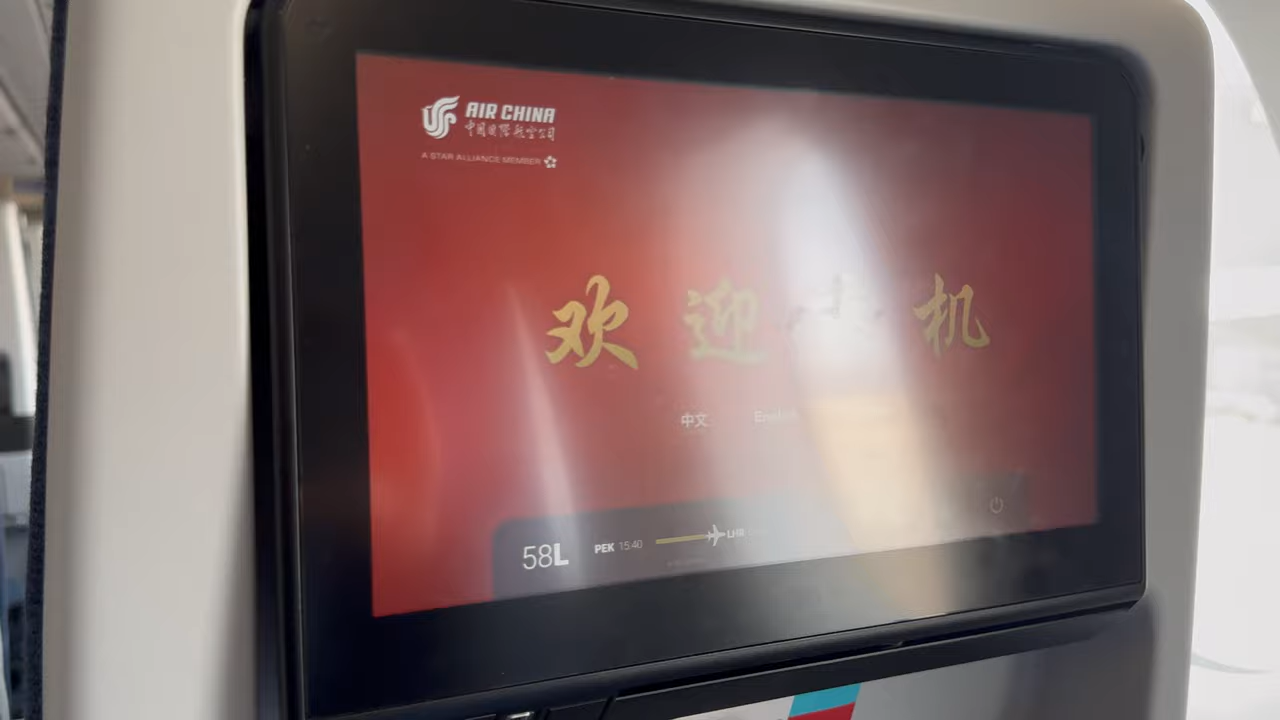 AIR CHINA
中国国际航空公司
A STAR ALLIANCE MEMBER
欢迎 机
中文 English
58L PEK 15:40 LHR